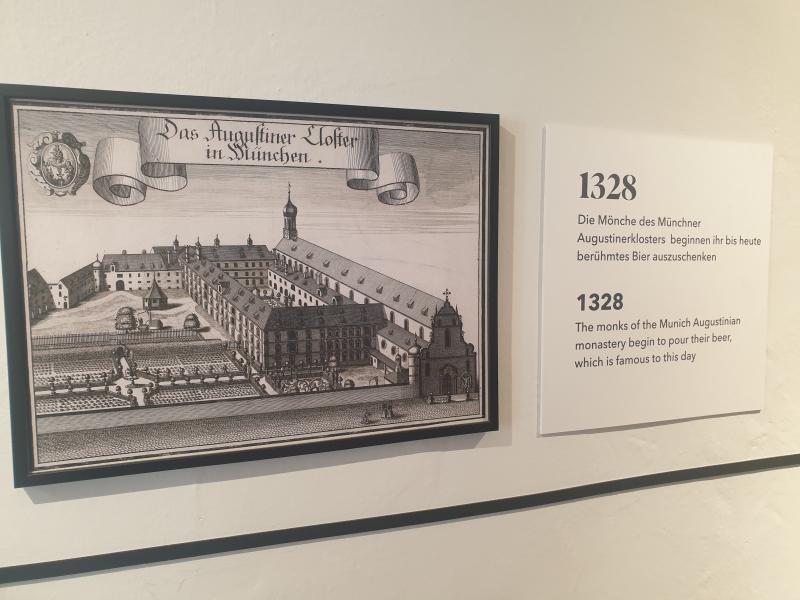 Das Augustiner Closter
in München.
1328
Die Mönche des Münchner
Augustinerklosters beginnen ihr bis heute
berühmtes Bier auszuschenken
1328
The monks of the Munich Augustinian
monastery begin to pour their beer,
which is famous to this day